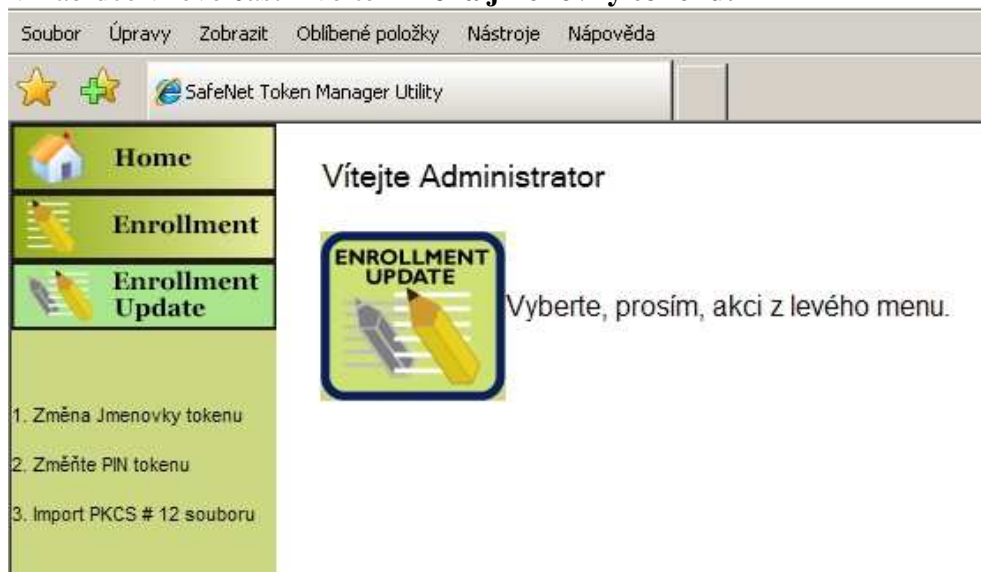 Soubor Úpravy Zobrazit Oblíbené položky Nástroje Nápověda
SafeNet Token Manager Utility
Home
Enrollment
Enrollment
Update
1. Změna Jmenovky tokenu
2. Změňte PIN tokenu
3. Import PKCS # 12 souboru
Vítejte Administrator
ENROLLMENT
UPDATE
Vyberte, prosím, akci z levého menu.